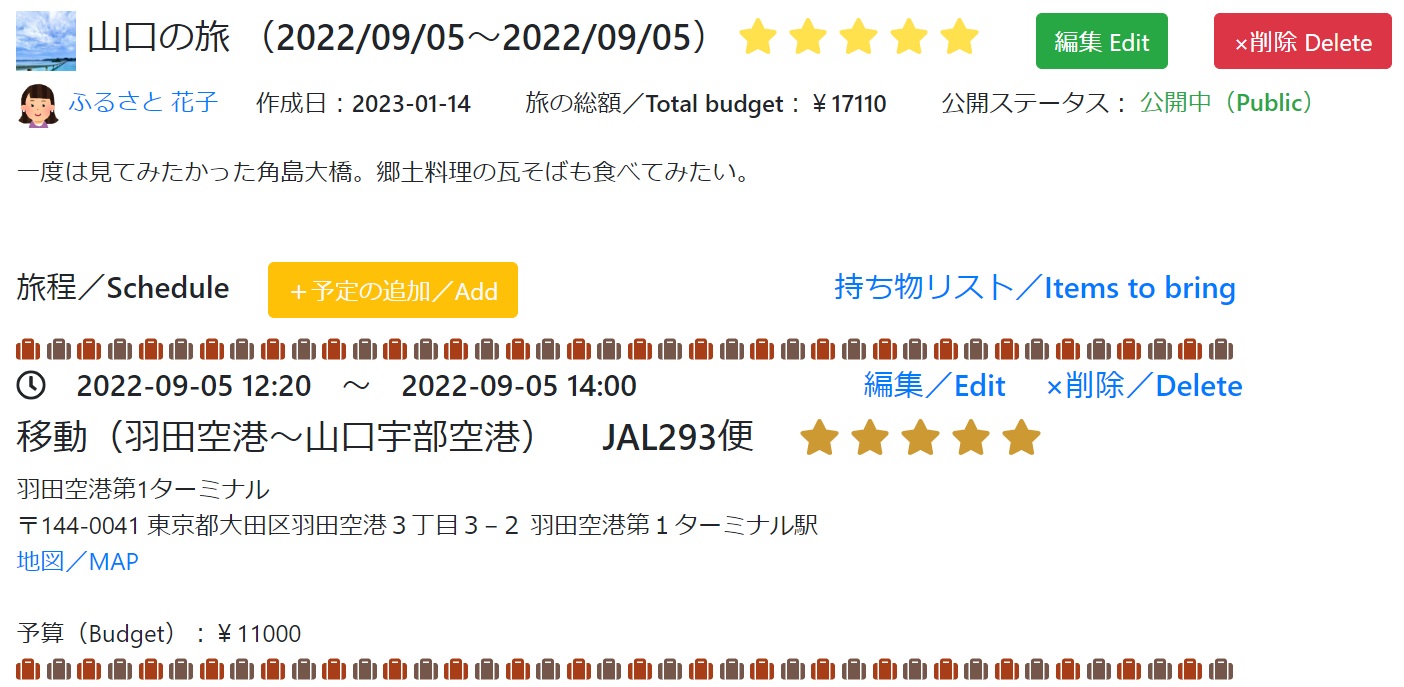 山口の旅 （2022/09/05～2022/09/05） 編集 Edit ×削除 Delete
ふるさと 花子 作成日：2023-01-14 旅の総額／Total budget：￥17110 公開ステータス： 公開中（Public）
一度は見てみたかった角島大橋。郷土料理の瓦そばも食べてみたい。
旅程／Schedule ＋予定の追加／Add 持ち物リスト／Items to bring
2022-09-05 12:20 ～ 2022-09-05 14:00 編集／Edit ×削除／Delete
移動（羽田空港～山口宇部空港） JAL293便
羽田空港第1ターミナル
〒144-0041 東京都大田区羽田空港３丁目３−２ 羽田空港第１ターミナル駅
地図／MAP
予算（Budget）：￥11000